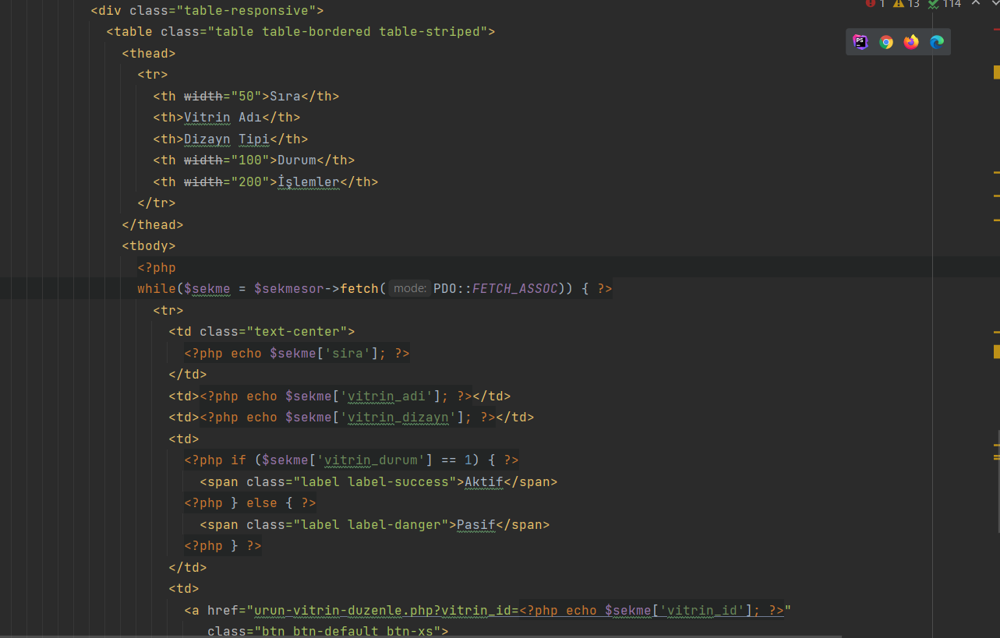 <div class="table-responsive">
1 13 114
<table class="table table-bordered table-striped">
PS
<thead>
<tr>
<th width="50">Sıra</th>
<th>Vitrin Adı</th>
<th>Dizayn Tipi</th>
<th width="100">Durum</th>
<th width="200">İşlemler</th>
</tr>
</thead>
<tbody>
<?php
while($sekme = $sekmesor->fetch( mode: PDO::FETCH_ASSOC)) { ?>
<tr>
<td class="text-center">
<?php echo $sekme['sira']; ?>
</td>
<td><?php echo $sekme['vitrin_adi']; ?></td>
<td><?php echo $sekme['vitrin_dizayn']; ?></td>
<td>
<?php if ($sekme['vitrin_durum'] == 1) { ?>
<span class="label label-success">Aktif</span>
<?php } else { ?>
<span class="label label-danger">Pasif</span>
<?php } ?>
</td>
<td>
<a href="urun-vitrin-duzenle.php?vitrin_id=<?php echo $sekme['vitrin_id']; ?>"
class="btn btn-default btn-xs">